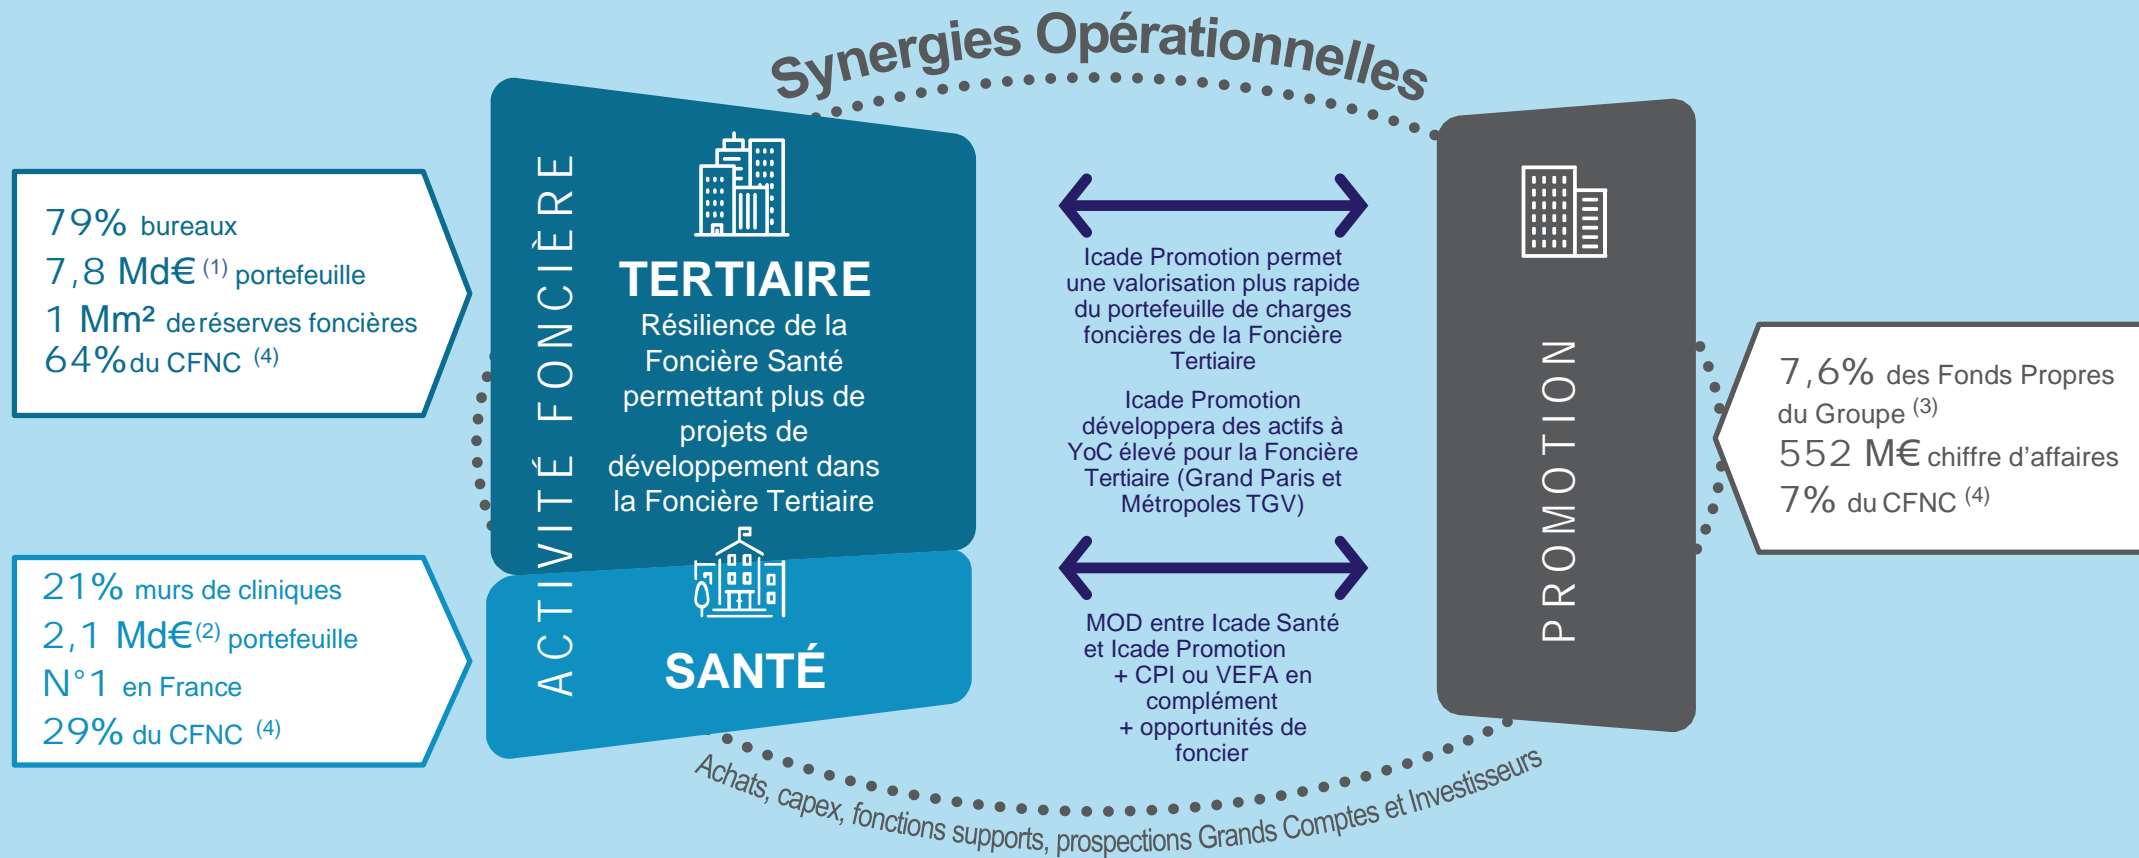 Synergies Opérationnelles
79% bureaux
7,8 Md€ (1) portefeuille
1 Mm² de réserves foncières
64% du CFNC (4)
21% murs de cliniques
2,1 Md€ (2) portefeuille
N°1 en France
29% du CFNC (4)
ACTIVITÉ FONCIÈRE
TERTIAIRE
Résilience de la
Foncière Santé
permettant plus de
projets de
développement dans
la Foncière Tertiaire
SANTÉ
Icade Promotion permet
une valorisation plus rapide
du portefeuille de charges
foncières de la Foncière
Tertiaire
Icade Promotion
développera des actifs à
YoC élevé pour la Foncière
Tertiaire (Grand Paris et
Métropoles TGV)
MOD entre Icade Santé
et Icade Promotion
+ CPI ou VEFA en
complément
+ opportunités de
foncier
PROMOTION
7,6% des Fonds Propres
du Groupe (3)
552 M€ chiffre d'affaires
7% du CFNC (4)
Achats, capex, fonctions supports, prospections Grands Comptes et Investisseurs